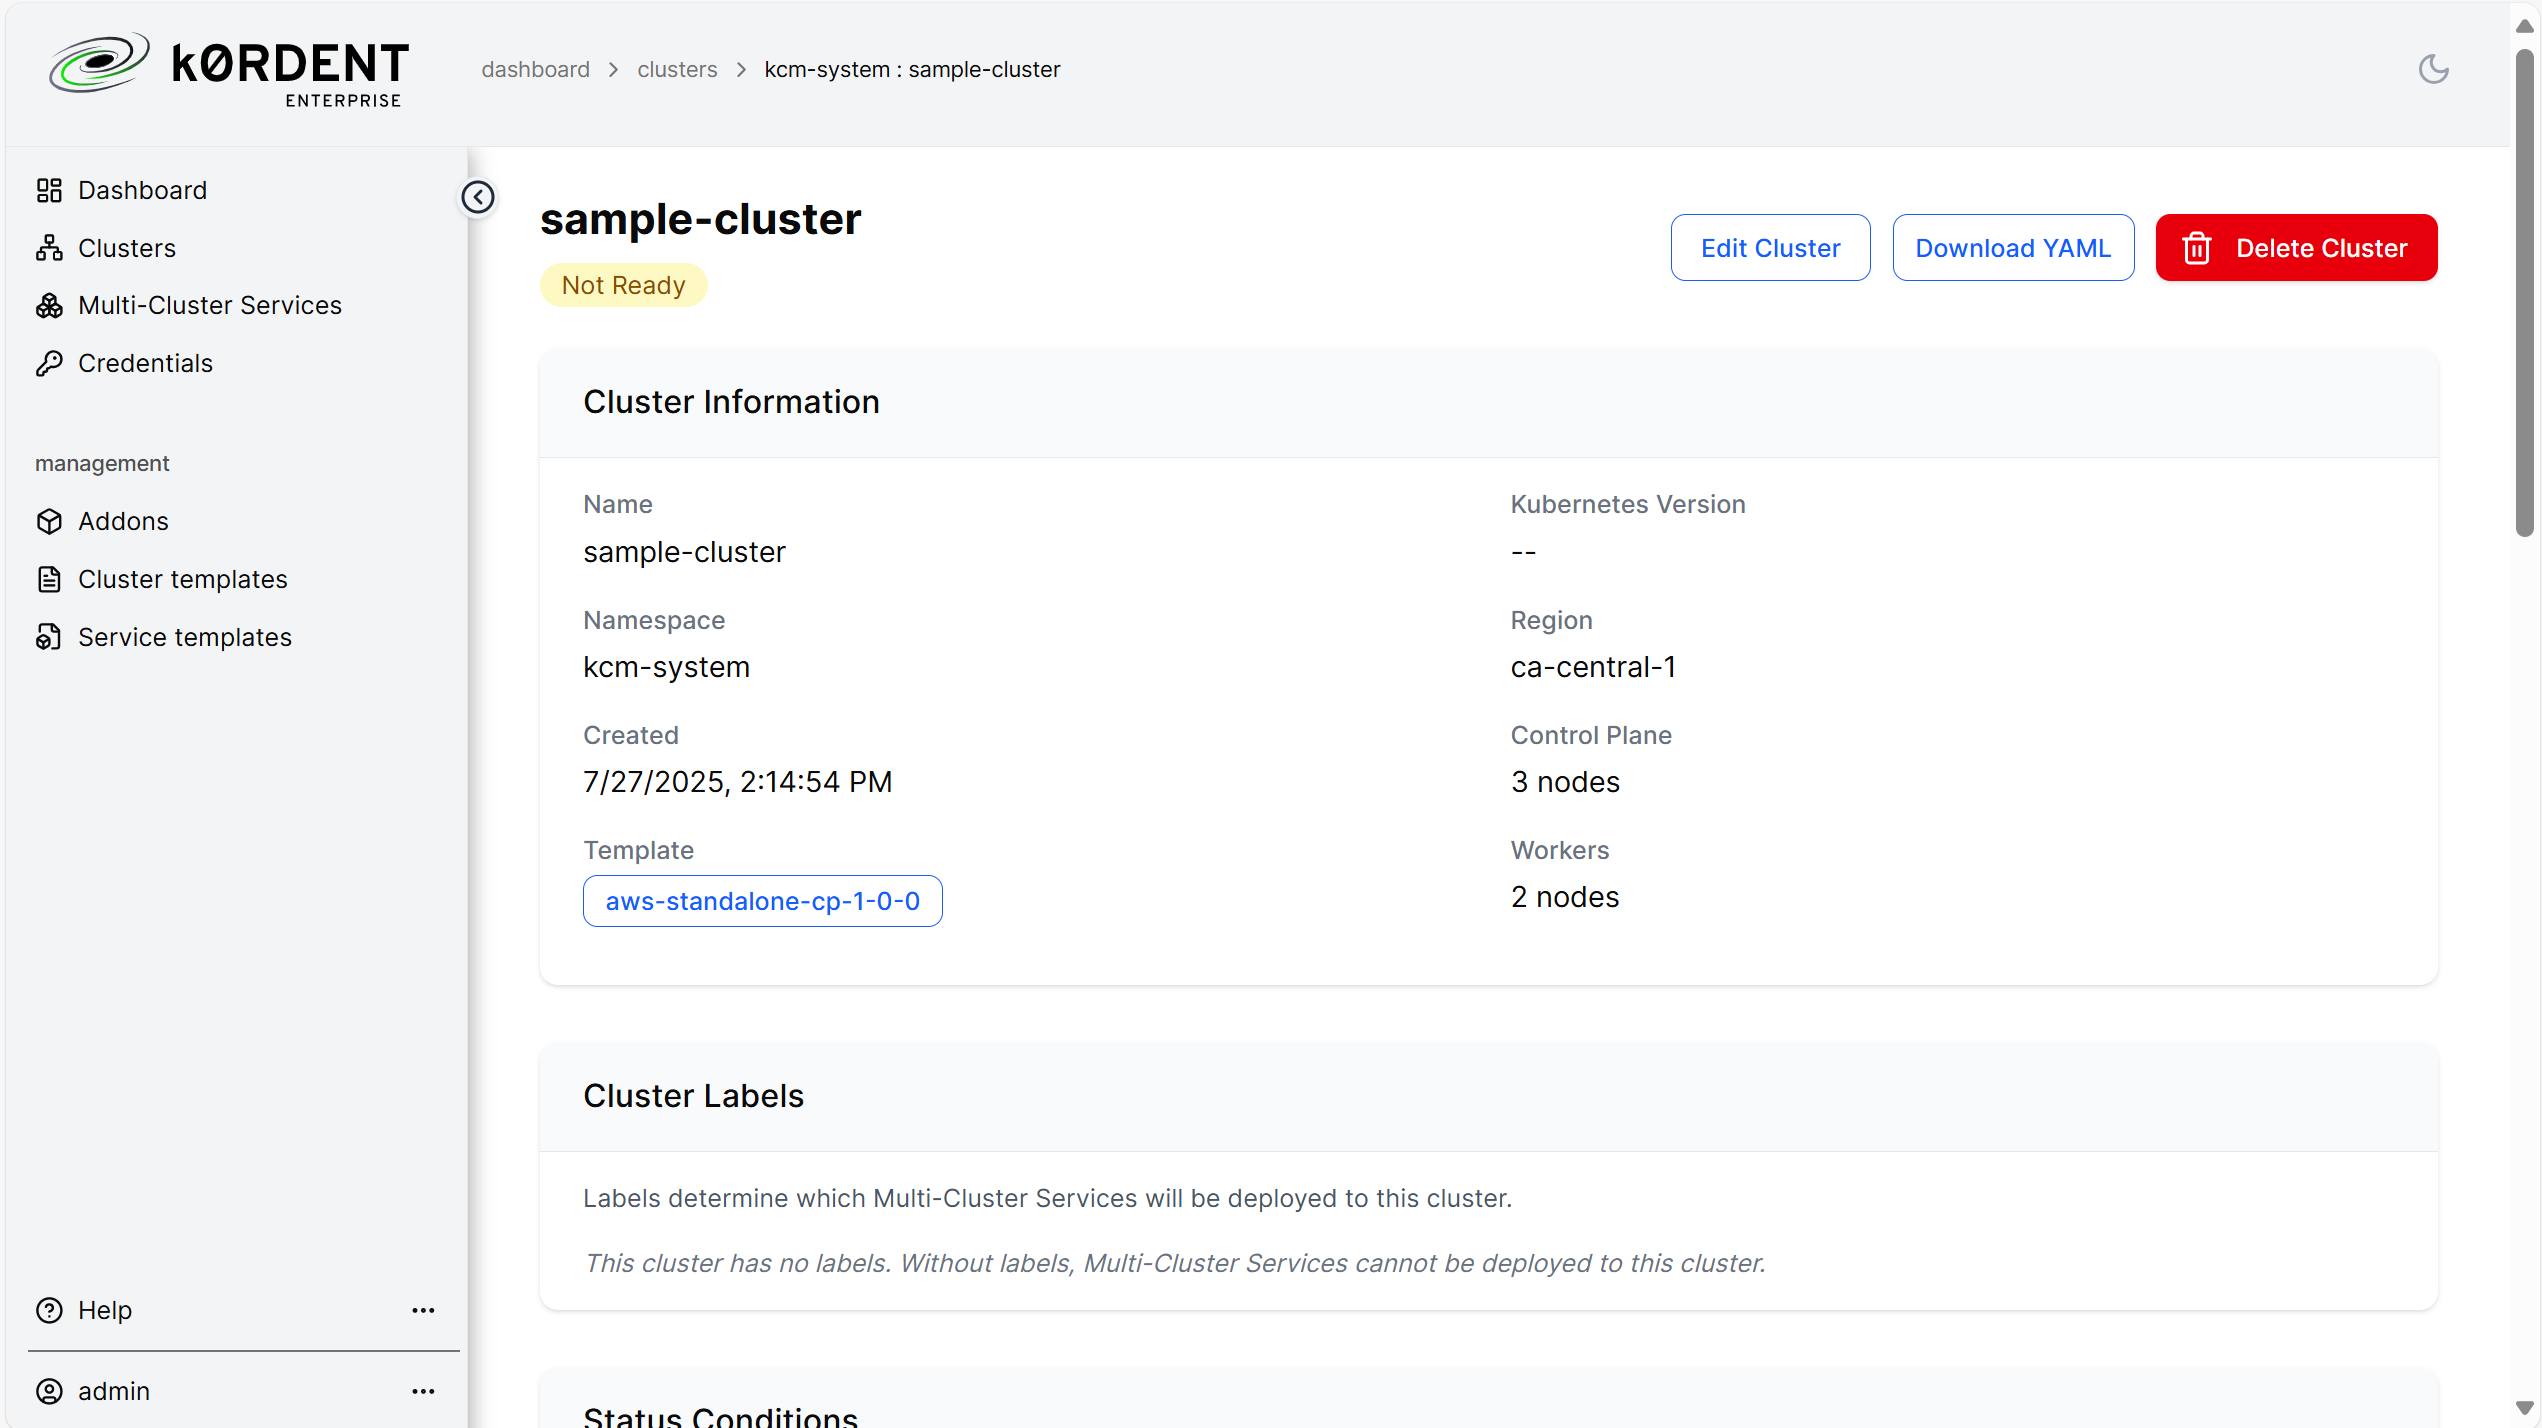 kØRDENT
ENTERPRISE
dashboard > clusters > kcm-system : sample-cluster
Dashboard
Clusters
Multi-Cluster Services
Credentials
management
Addons
Cluster templates
Service templates
Help
admin
sample-cluster
Not Ready
Edit Cluster
Download YAML
Delete Cluster
Cluster Information
Name
sample-cluster
Kubernetes Version
--
Namespace
kcm-system
Region
ca-central-1
Created
7/27/2025, 2:14:54 PM
Control Plane
3 nodes
Template
aws-standalone-cp-1-0-0
Workers
2 nodes
Cluster Labels
Labels determine which Multi-Cluster Services will be deployed to this cluster.
This cluster has no labels. Without labels, Multi-Cluster Services cannot be deployed to this cluster.
Status Conditions